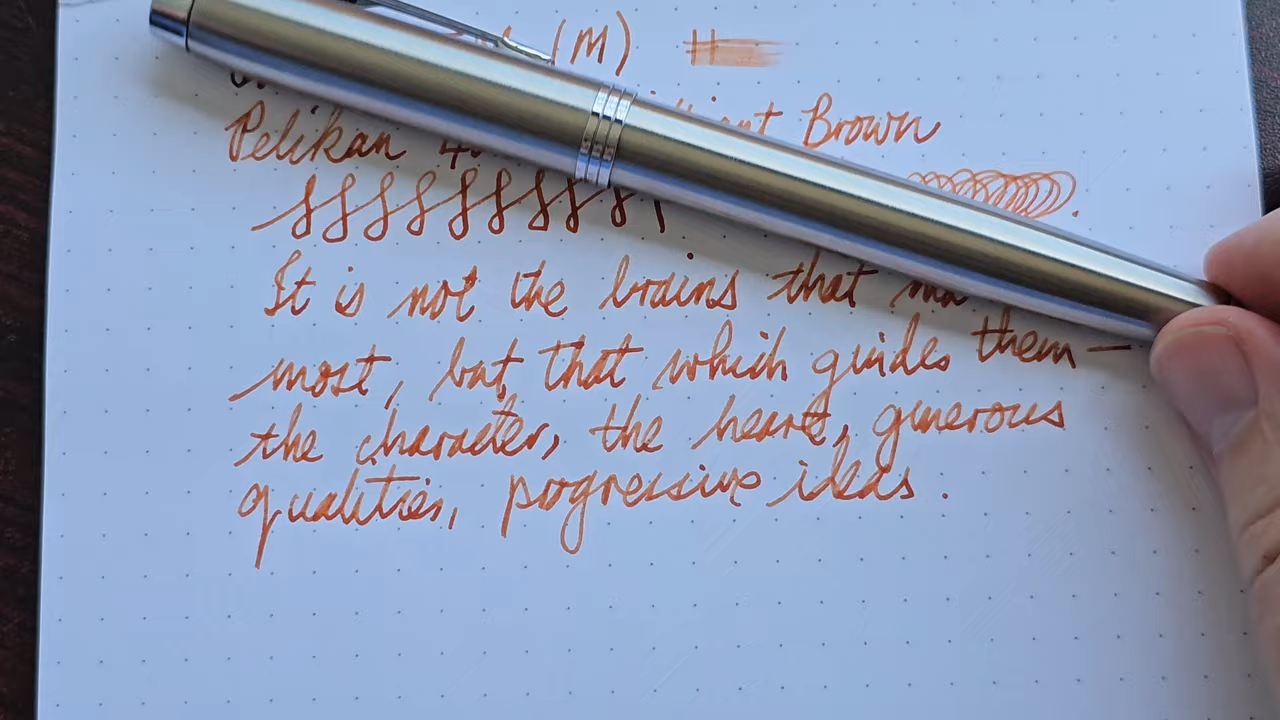 (M)
Brown
Pelikan
It is not the brains that
most, but that which guides them —
the character, the heart, generous
qualities, progressive ideas.